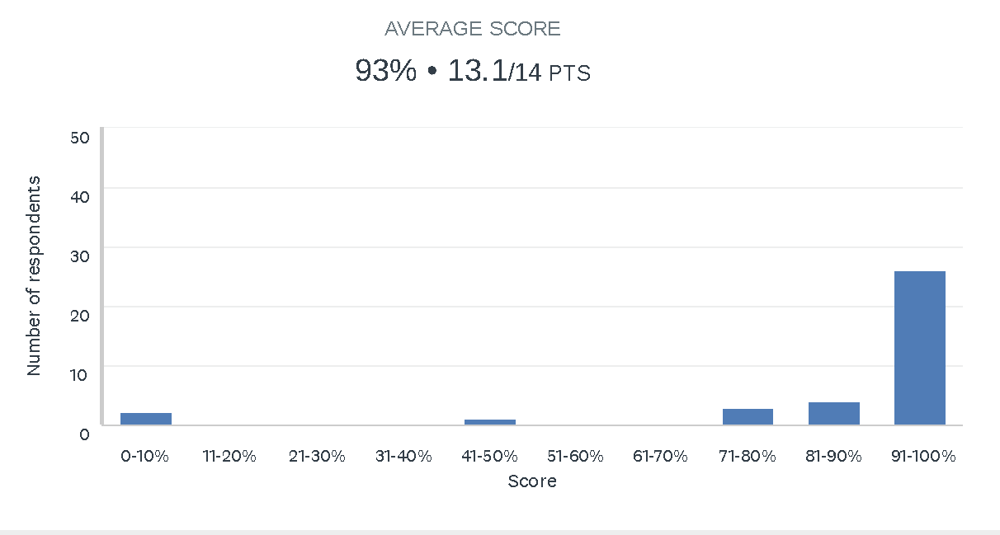 AVERAGE SCORE
93% • 13.1/14 PTS
50
40
30
20
10
0
Number of respondents
0-10% 11-20% 21-30% 31-40% 41-50% 51-60% 61-70% 71-80% 81-90% 91-100%
Score